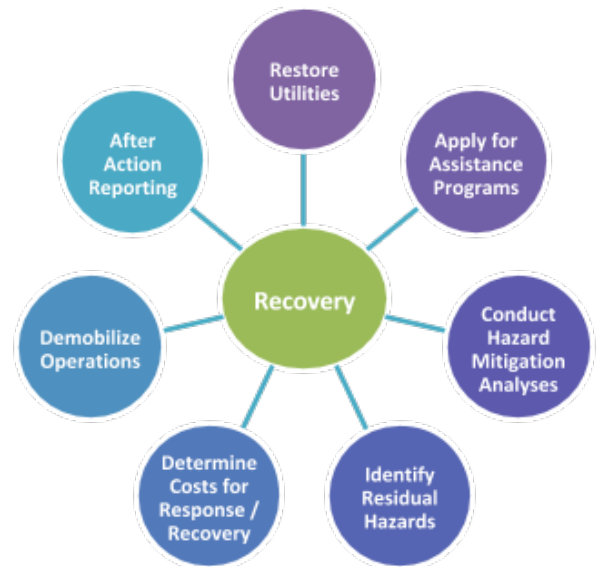 Restore
Utilities
Apply for
Assistance
Programs
Conduct
Hazard
Mitigation
Analyses
Identify
Residual
Hazards
Determine
Costs for
Response /
Recovery
Demobilize
Operations
After
Action
Reporting
Recovery